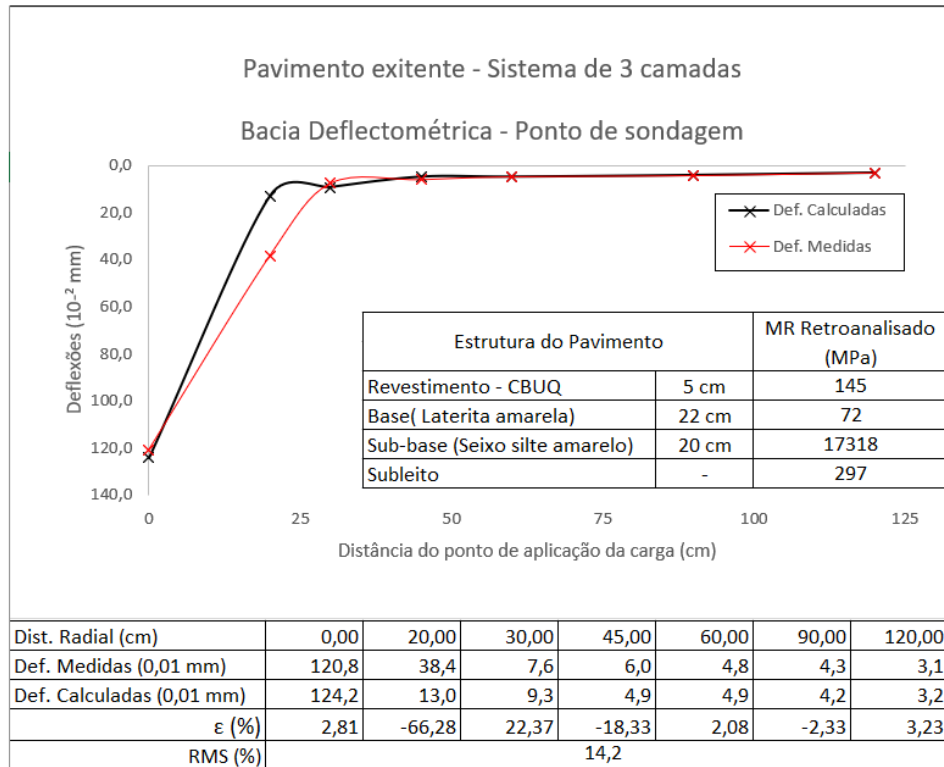 Pavimento exitente - Sistema de 3 camadas
Bacia Deflectométrica - Ponto de sondagem
Deflexões (10-² mm)
0,0
20,0
40,0
60,0
80,0
100,0
120,0
140,0
Def. Calculadas
Def. Medidas
Estrutura do Pavimento MR Retroanalisado (MPa)
Revestimento - CBUQ 5 cm 145
Base( Laterita amarela) 22 cm 72
Sub-base (Seixo silte amarelo) 20 cm 17318
Subleito - 297
0 25 50 75 100 125
Distância do ponto de aplicação da carga (cm)
Dist. Radial (cm) 0,00 20,00 30,00 45,00 60,00 90,00 120,00
Def. Medidas (0,01 mm) 120,8 38,4 7,6 6,0 4,8 4,3 3,1
Def. Calculadas (0,01 mm) 124,2 13,0 9,3 4,9 4,9 4,2 3,2
ε (%) 2,81 -66,28 22,37 -18,33 2,08 -2,33 3,23
RMS (%) 14,2